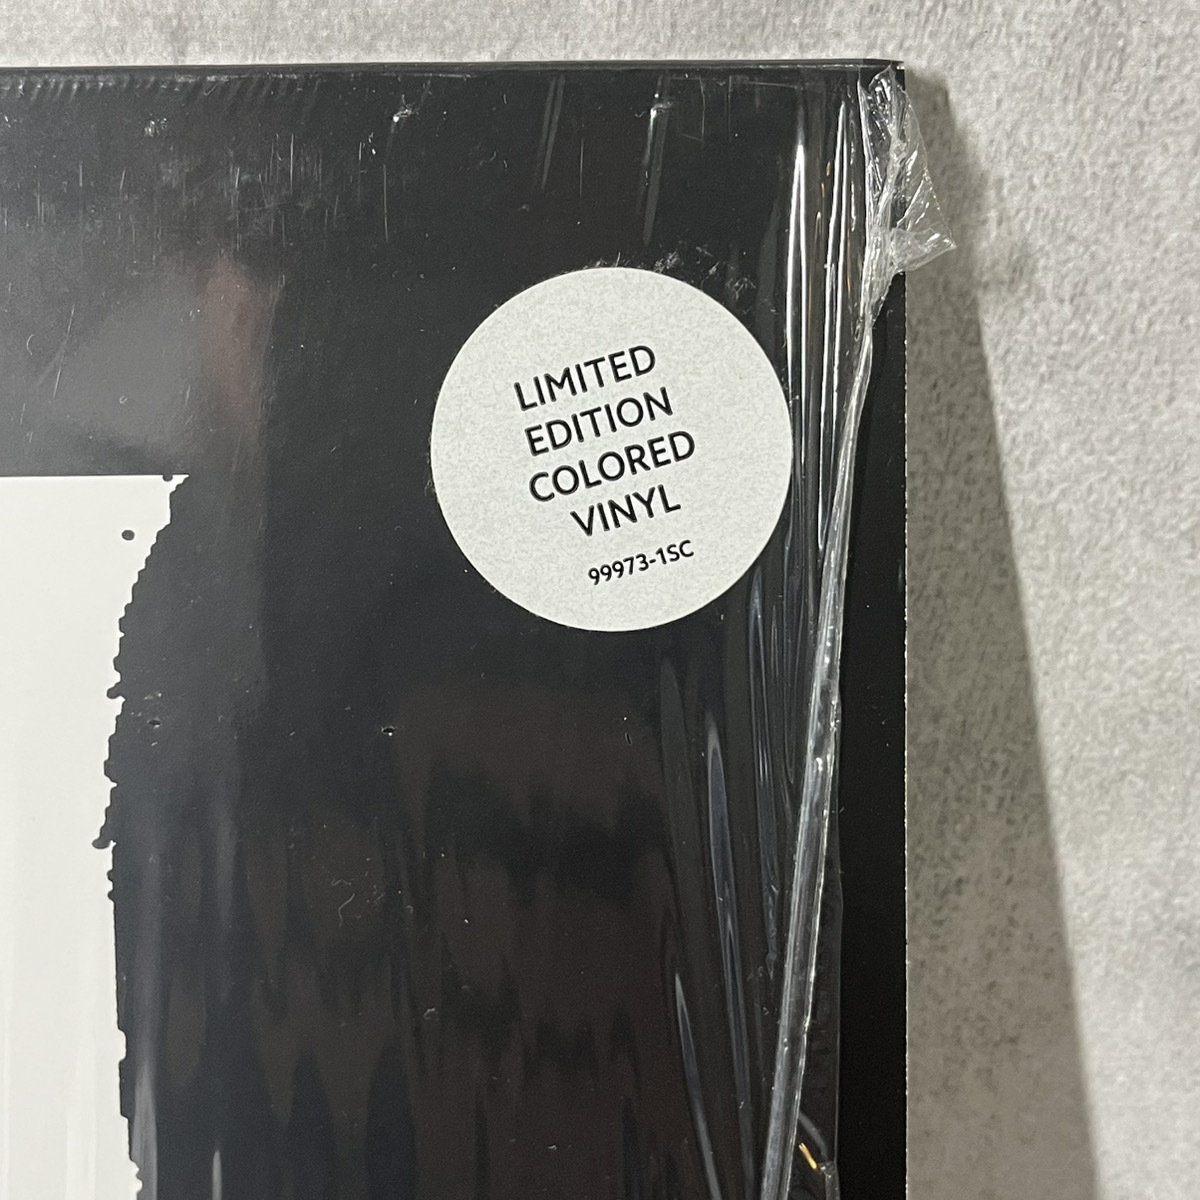 LIMITED
EDITION
COLORED
VINYL
99973-1SC